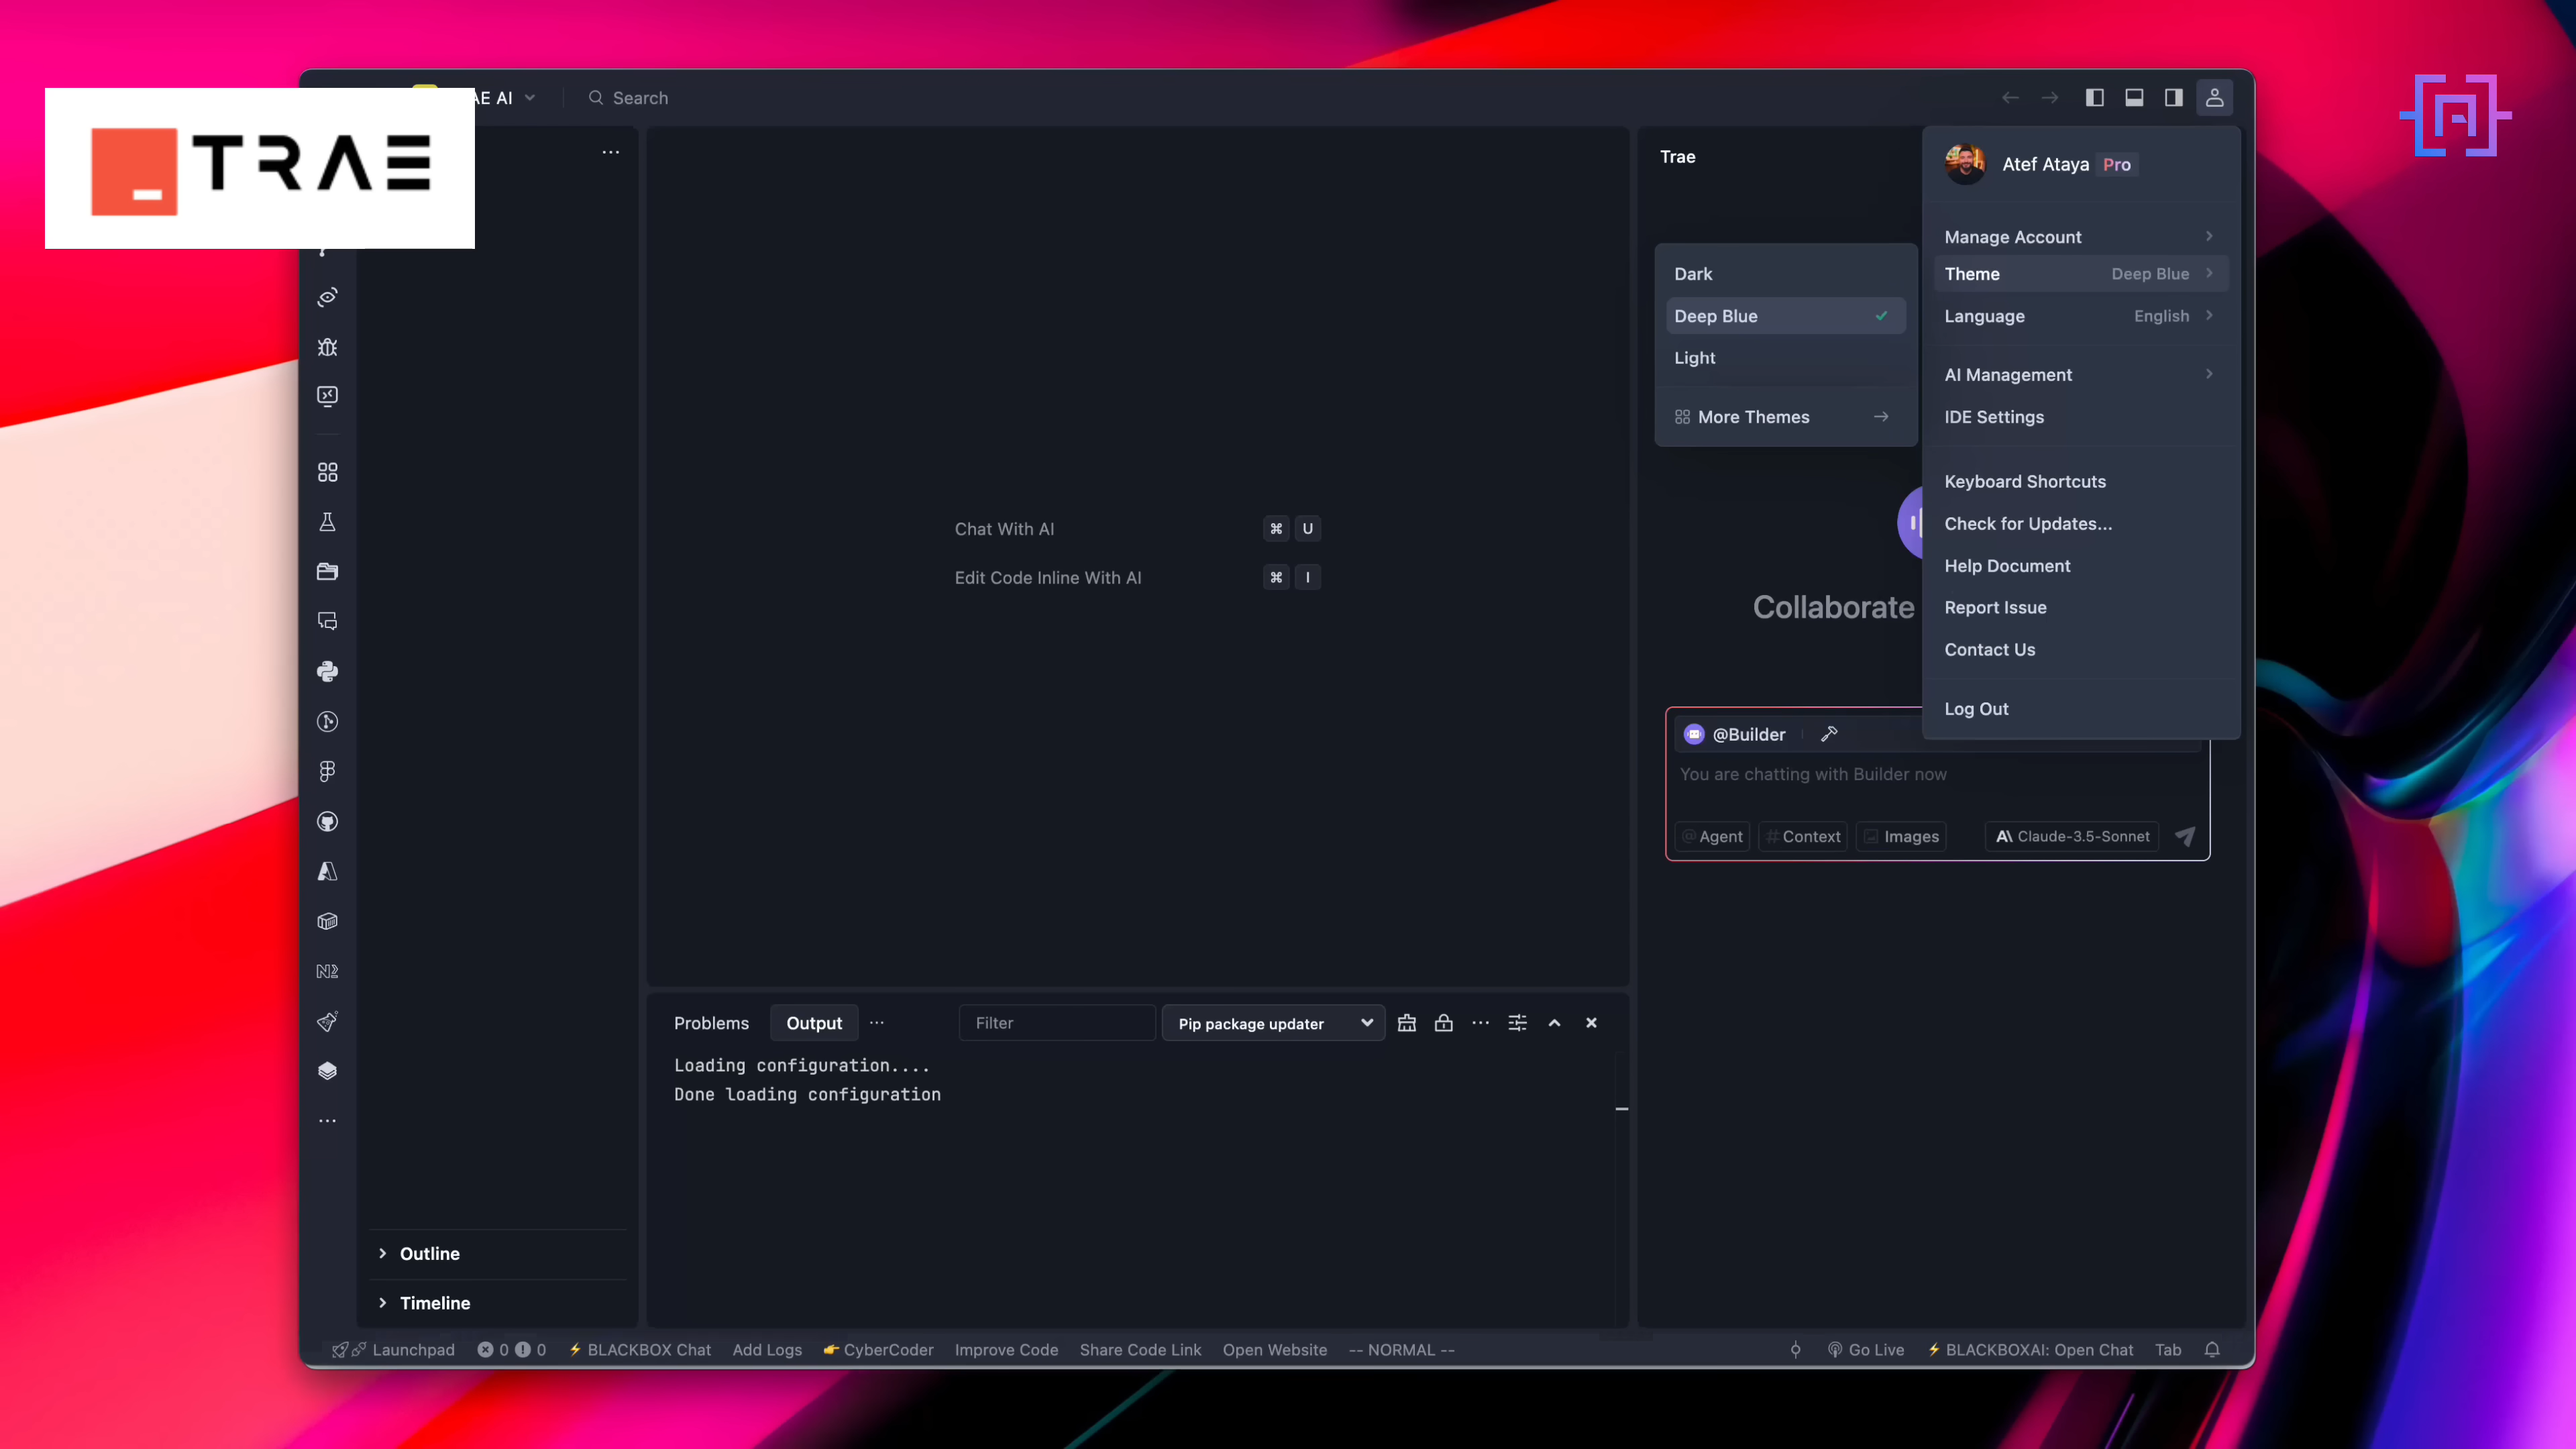 TRAE
AE AI
Search
Trae
Atef Ataya Pro
Manage Account
Theme Deep Blue
Language English
AI Management
IDE Settings
Keyboard Shortcuts
Check for Updates...
Help Document
Report Issue
Contact Us
Log Out
Dark
Deep Blue
Light
More Themes
Chat With AI ⌘ U
Edit Code Inline With AI ⌘ I
Collaborate
@Builder
You are chatting with Builder now
@ Agent # Context Images A\ Claude-3.5-Sonnet
Problems Output ... Filter Pip package updater
Loading configuration....
Done loading configuration
Outline
Timeline
Launchpad 0 0 BLACKBOX Chat Add Logs CyberCoder Improve Code Share Code Link Open Website -- NORMAL -- Go Live BLACKBOXAI: Open Chat Tab